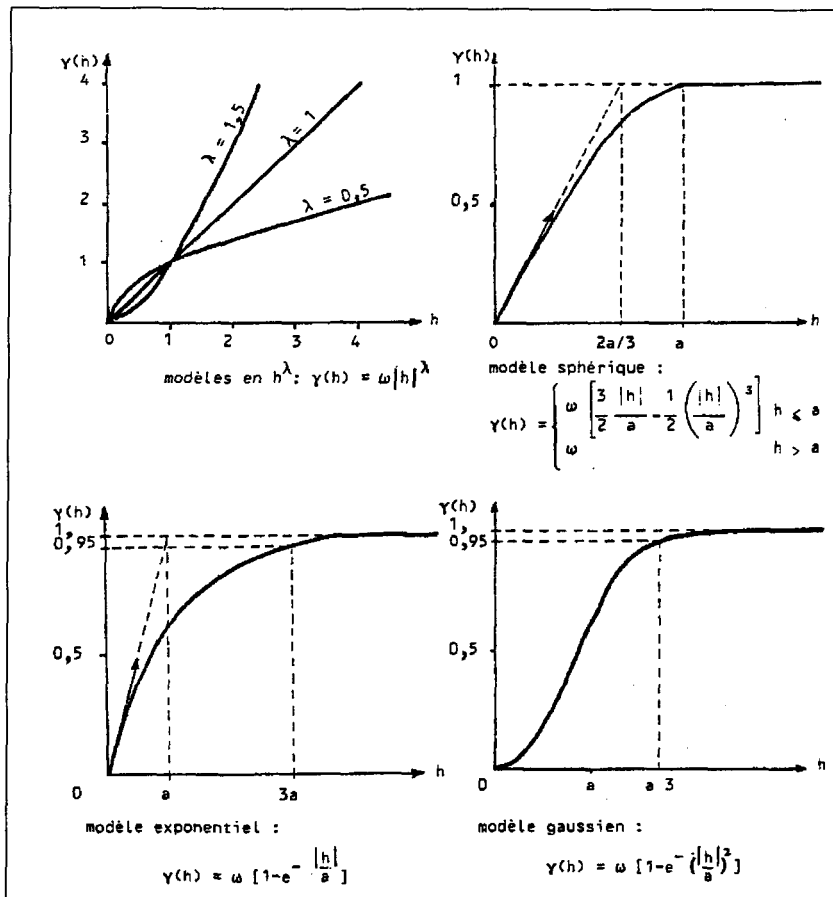 γ(h)
4
3
2
1
0
1
2
3
4
h
λ = 1,5
λ=1
λ = 0,5
modèles en h^λ: γ(h) = ω|h|^λ
γ(h)
1
0,5
0
2a/3
a
h
modèle sphérique :
γ(h) = { ω [3/2 |h|/a - 1/2 (|h|/a)^3] h ⩽ a
ω h > a
γ(h)
1,
0,95
0,5
0
a
3a
h
modèle exponentiel :
γ(h) = ω [1-e^- |h|/a]
γ(h)
1,
0,95
0,5
0
a
a 3
h
modèle gaussien :
γ(h) = ω [1-e^- (|h|/a)^2]